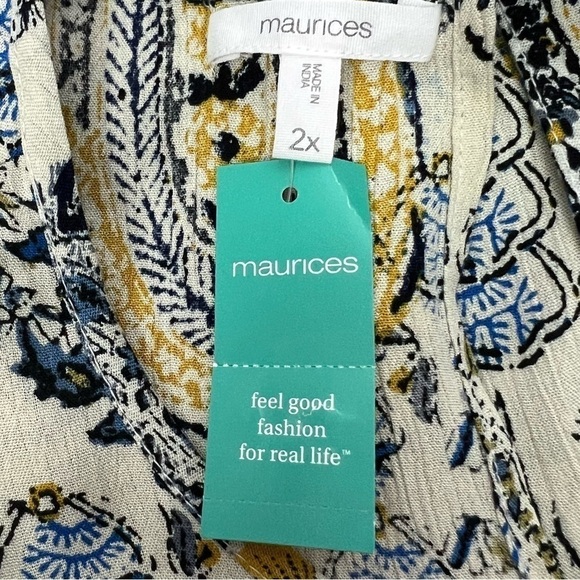 maurices
MADE IN
INDIA
2x
maurices
feel good
fashion
for real life™